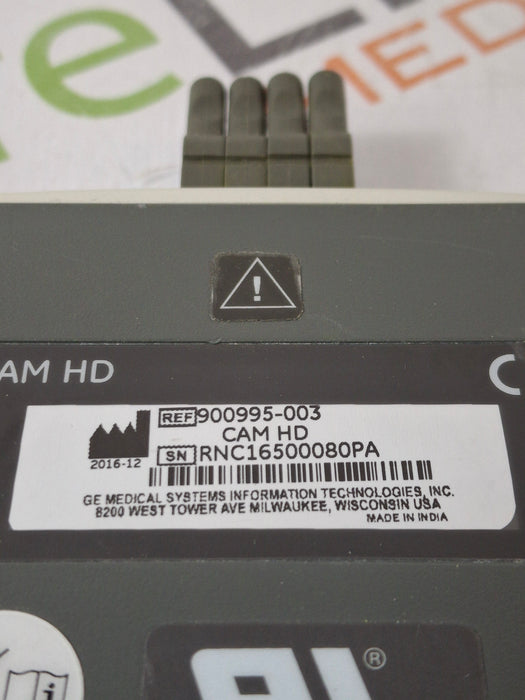 MED
!
AM HD
REF 900995-003
CAM HD
2016-12
SN RNC16500080PA
GE MEDICAL SYSTEMS INFORMATION TECHNOLOGIES, INC.
8200 WEST TOWER AVE MILWAUKEE, WISCONSIN USA
MADE IN INDIA
i
®